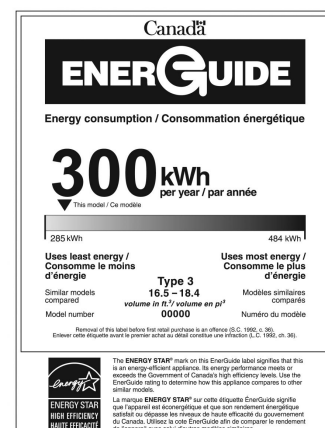 Canada
ENERGUIDE
Energy consumption / Consommation énergétique
300 kWh
per year / par année
This model / Ce modèle
285 kWh 484 kWh
Uses least energy / Uses most energy /
Consomme le moins Consomme le plus
d'énergie d'énergie
Type 3
Similar models 16.5 – 18.4 Modèles similaires
compared volume in ft.³/ volume en pi³ comparés
Model number 00000 Numéro du modèle
Removal of this label before first retail purchase is an offence (S.C. 1992, c. 36).
Enlever cette étiquette avant le premier achat au détail constitue une infraction (L.C. 1992, ch. 36).
The ENERGY STAR® mark on this EnerGuide label signifies that this
is an energy-efficient appliance. Its energy performance meets or
exceeds the Government of Canada's high efficiency levels. Use the
EnerGuide rating to determine how this appliance compares to other
similar models.
energy
ENERGY STAR
HIGH EFFICIENCY
HAUTE EFFICACITÉ
La marque ENERGY STAR® sur cette étiquette ÉnerGuide signifie
que l'appareil est éconergétique et que son rendement énergétique
satisfait ou dépasse les niveaux de haute efficacité du gouvernement
du Canada. Utilisez la cote ÉnerGuide afin de comparer le rendement